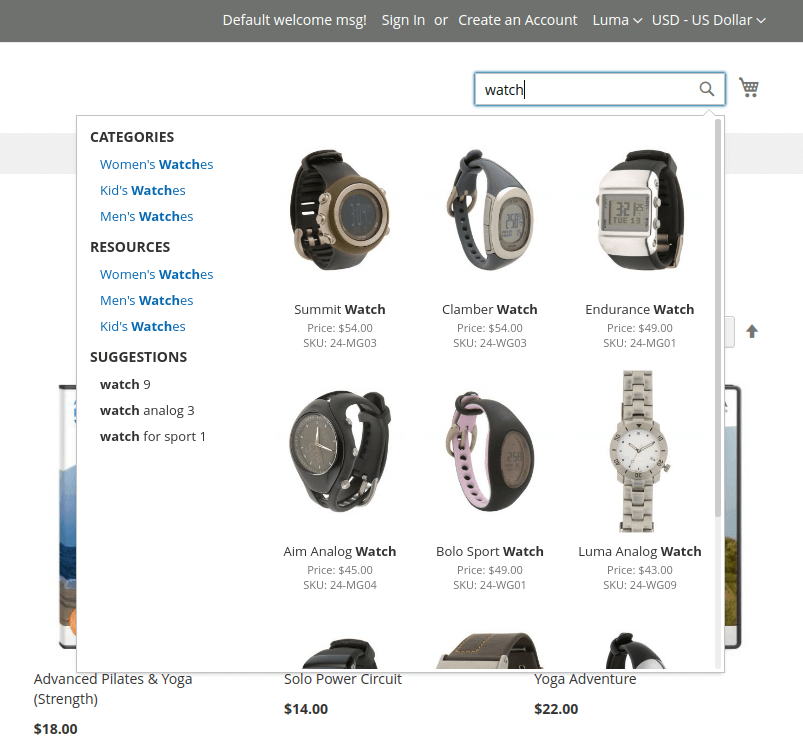 Default welcome msg! Sign In or Create an Account Luma USD - US Dollar
watch
CATEGORIES
Women's Watches
Kid's Watches
Men's Watches
RESOURCES
Women's Watches
Men's Watches
Kid's Watches
SUGGESTIONS
watch 9
watch analog 3
watch for sport 1
Summit Watch
Price: $54.00
SKU: 24-MG03
Clamber Watch
Price: $54.00
SKU: 24-WG03
Endurance Watch
Price: $49.00
SKU: 24-MG01
Aim Analog Watch
Price: $45.00
SKU: 24-MG04
Bolo Sport Watch
Price: $49.00
SKU: 24-WG01
Luma Analog Watch
Price: $43.00
SKU: 24-WG09
Advanced Pilates & Yoga
(Strength)
$18.00
Solo Power Circuit
$14.00
Yoga Adventure
$22.00